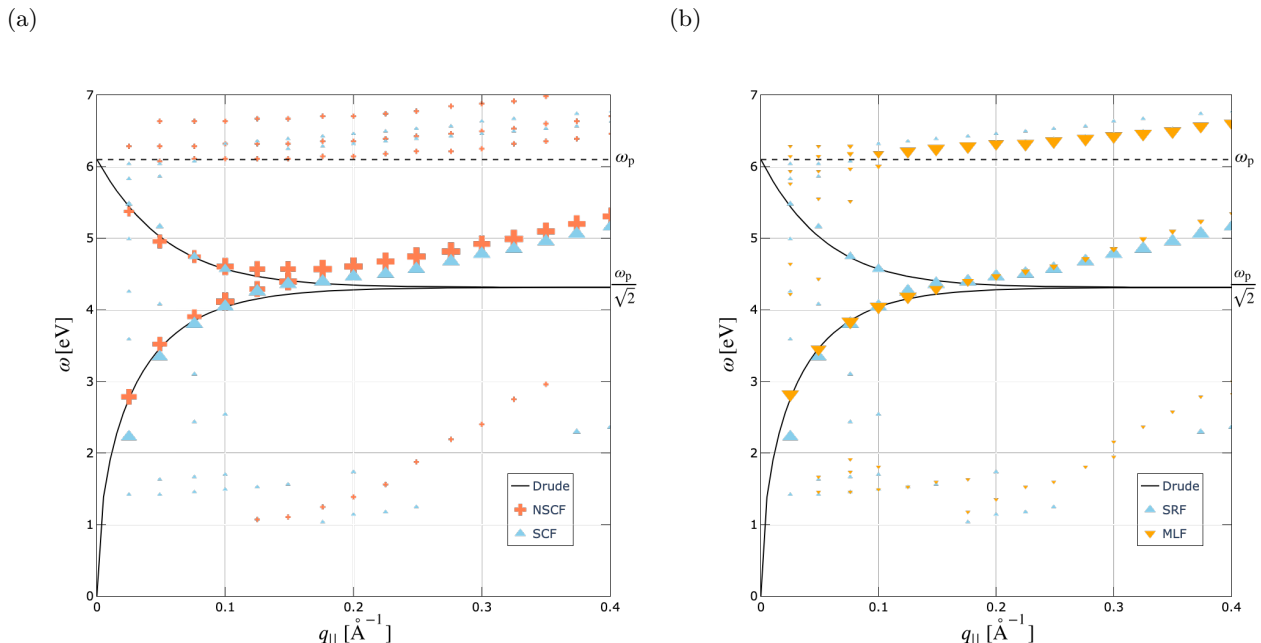 (a)
7
6
5
4
3
2
1
0
0
0.1
0.2
0.3
0.4
ω [eV]
q|| [Å⁻¹]
ωp
ωp/√2
Drude
NSCF
SCF
(b)
7
6
5
4
3
2
1
0
0
0.1
0.2
0.3
0.4
ω [eV]
q|| [Å⁻¹]
ωp
ωp/√2
Drude
SRF
MLF